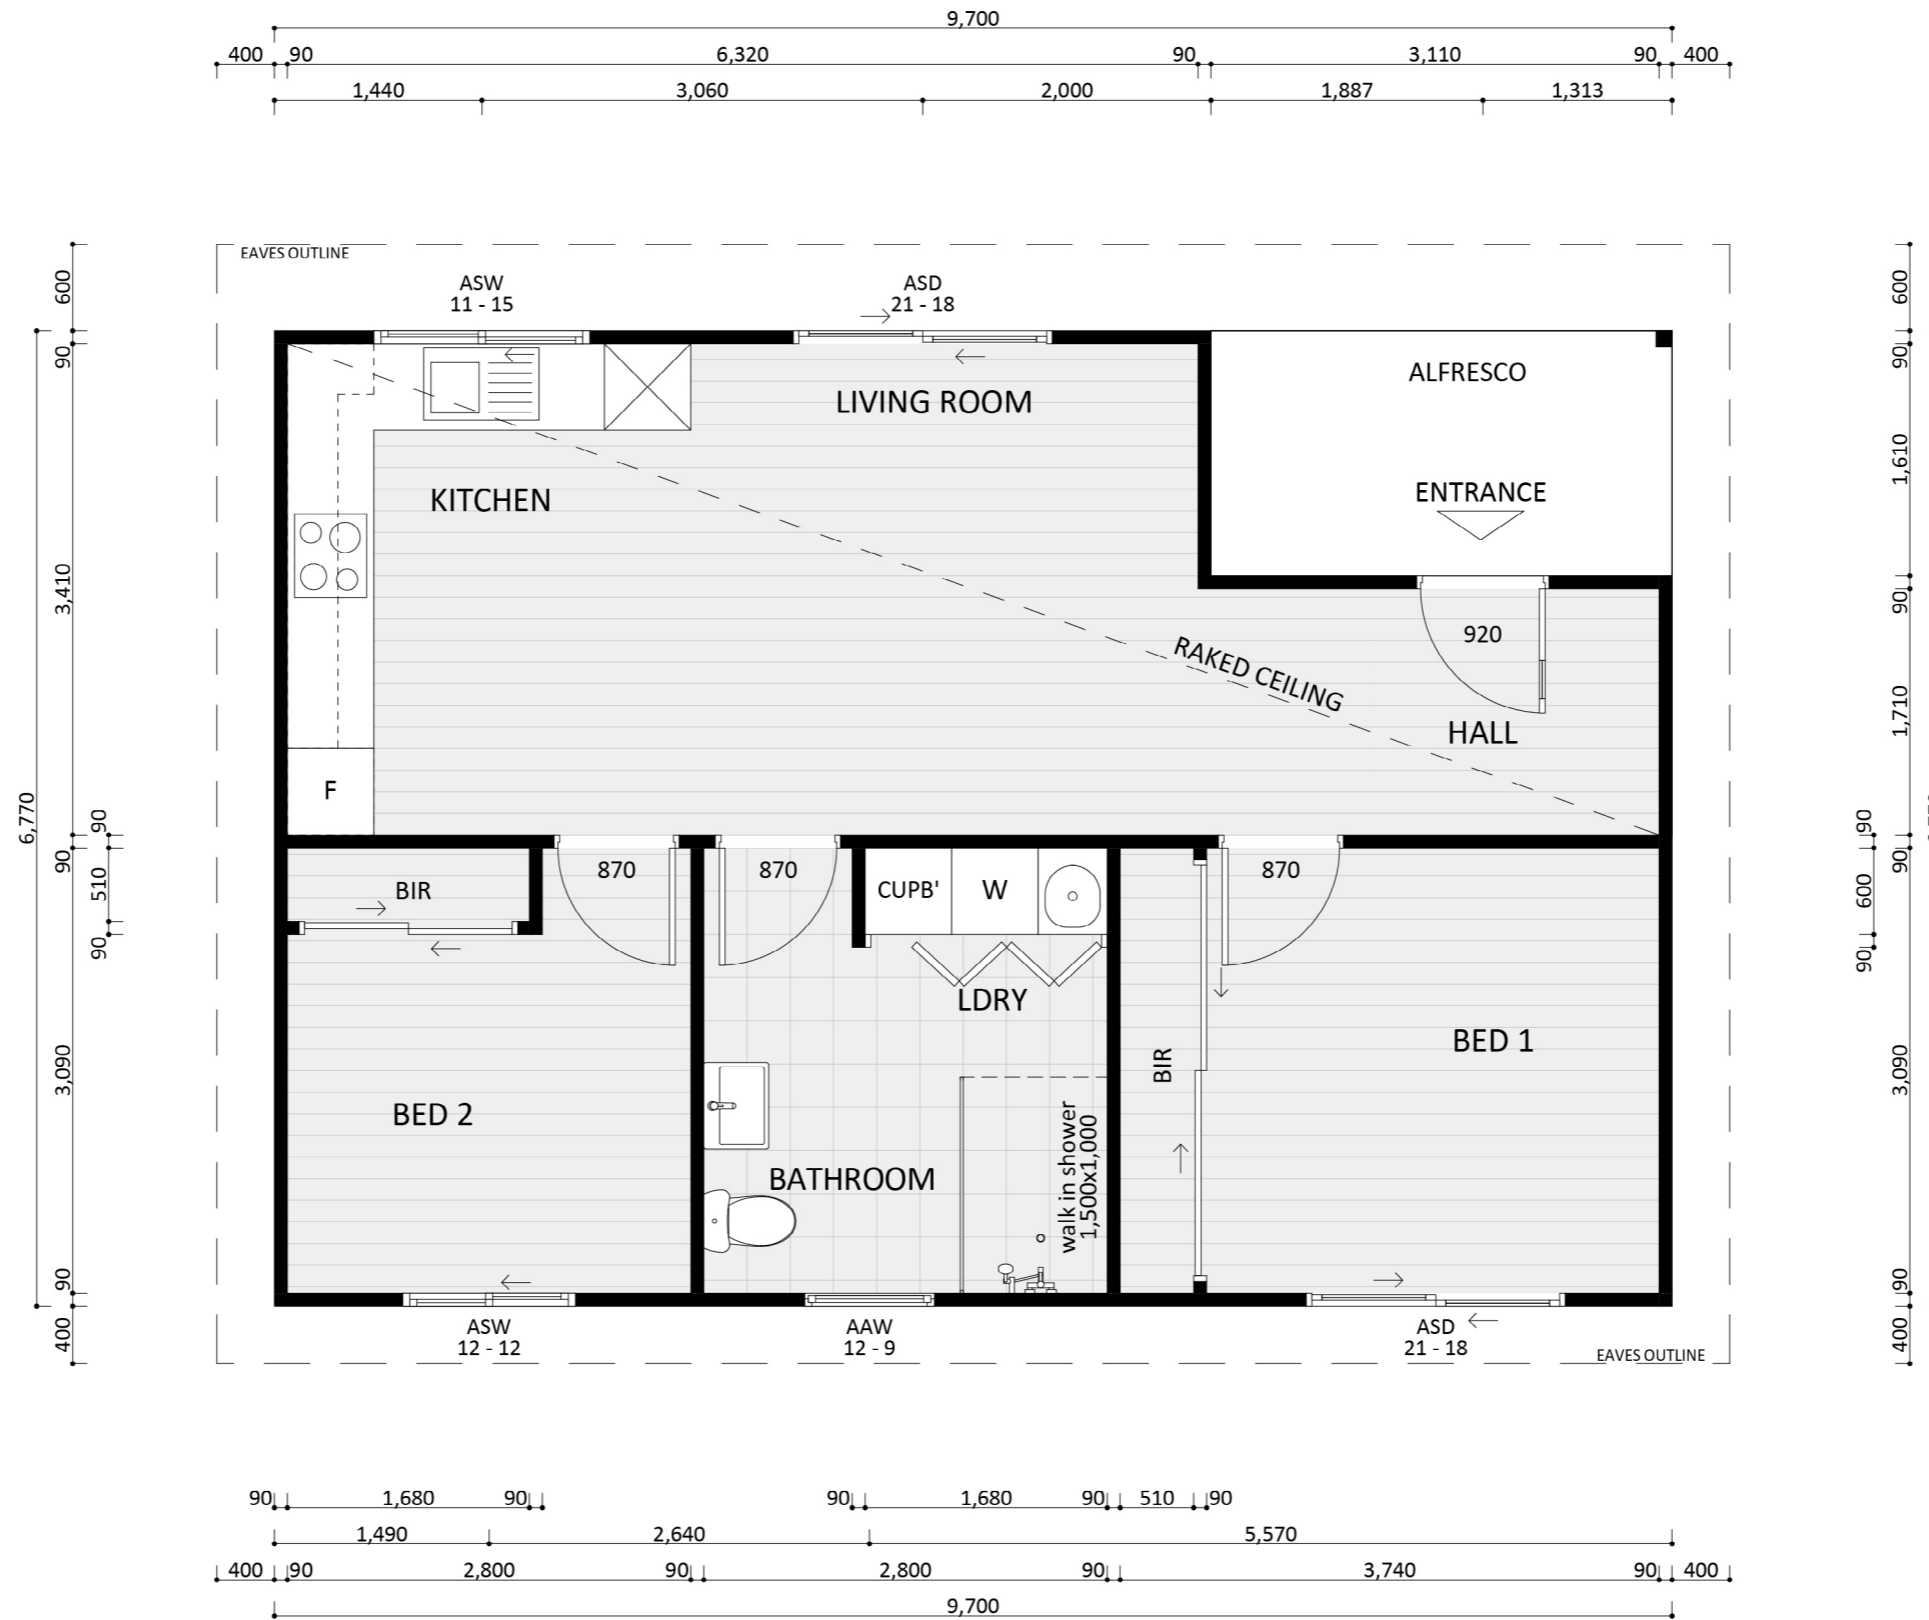 9,700
400 90 6,320 90 3,110 90 400
1,440 3,060 2,000 1,887 1,313
EAVES OUTLINE
ASW
11 - 15
ASD
21 - 18
600
90
3,410
90
3,090
90
400
6,770
90
510
90
LIVING ROOM
ALFRESCO
KITCHEN
ENTRANCE
920
RAKED CEILING
HALL
F
BIR
870
870
CUPB'
W
870
LDRY
BED 1
BIR
BED 2
BATHROOM
walk in shower
1,500x1,000
600
90
1,610
90
1,710
90
3,090
90
400
90
600
90
ASW
12 - 12
AAW
12 - 9
ASD
21 - 18
EAVES OUTLINE
90 1,680 90 90 1,680 90 510 90
1,490 2,640 5,570
400 90 2,800 90 2,800 90 3,740 90 400
9,700